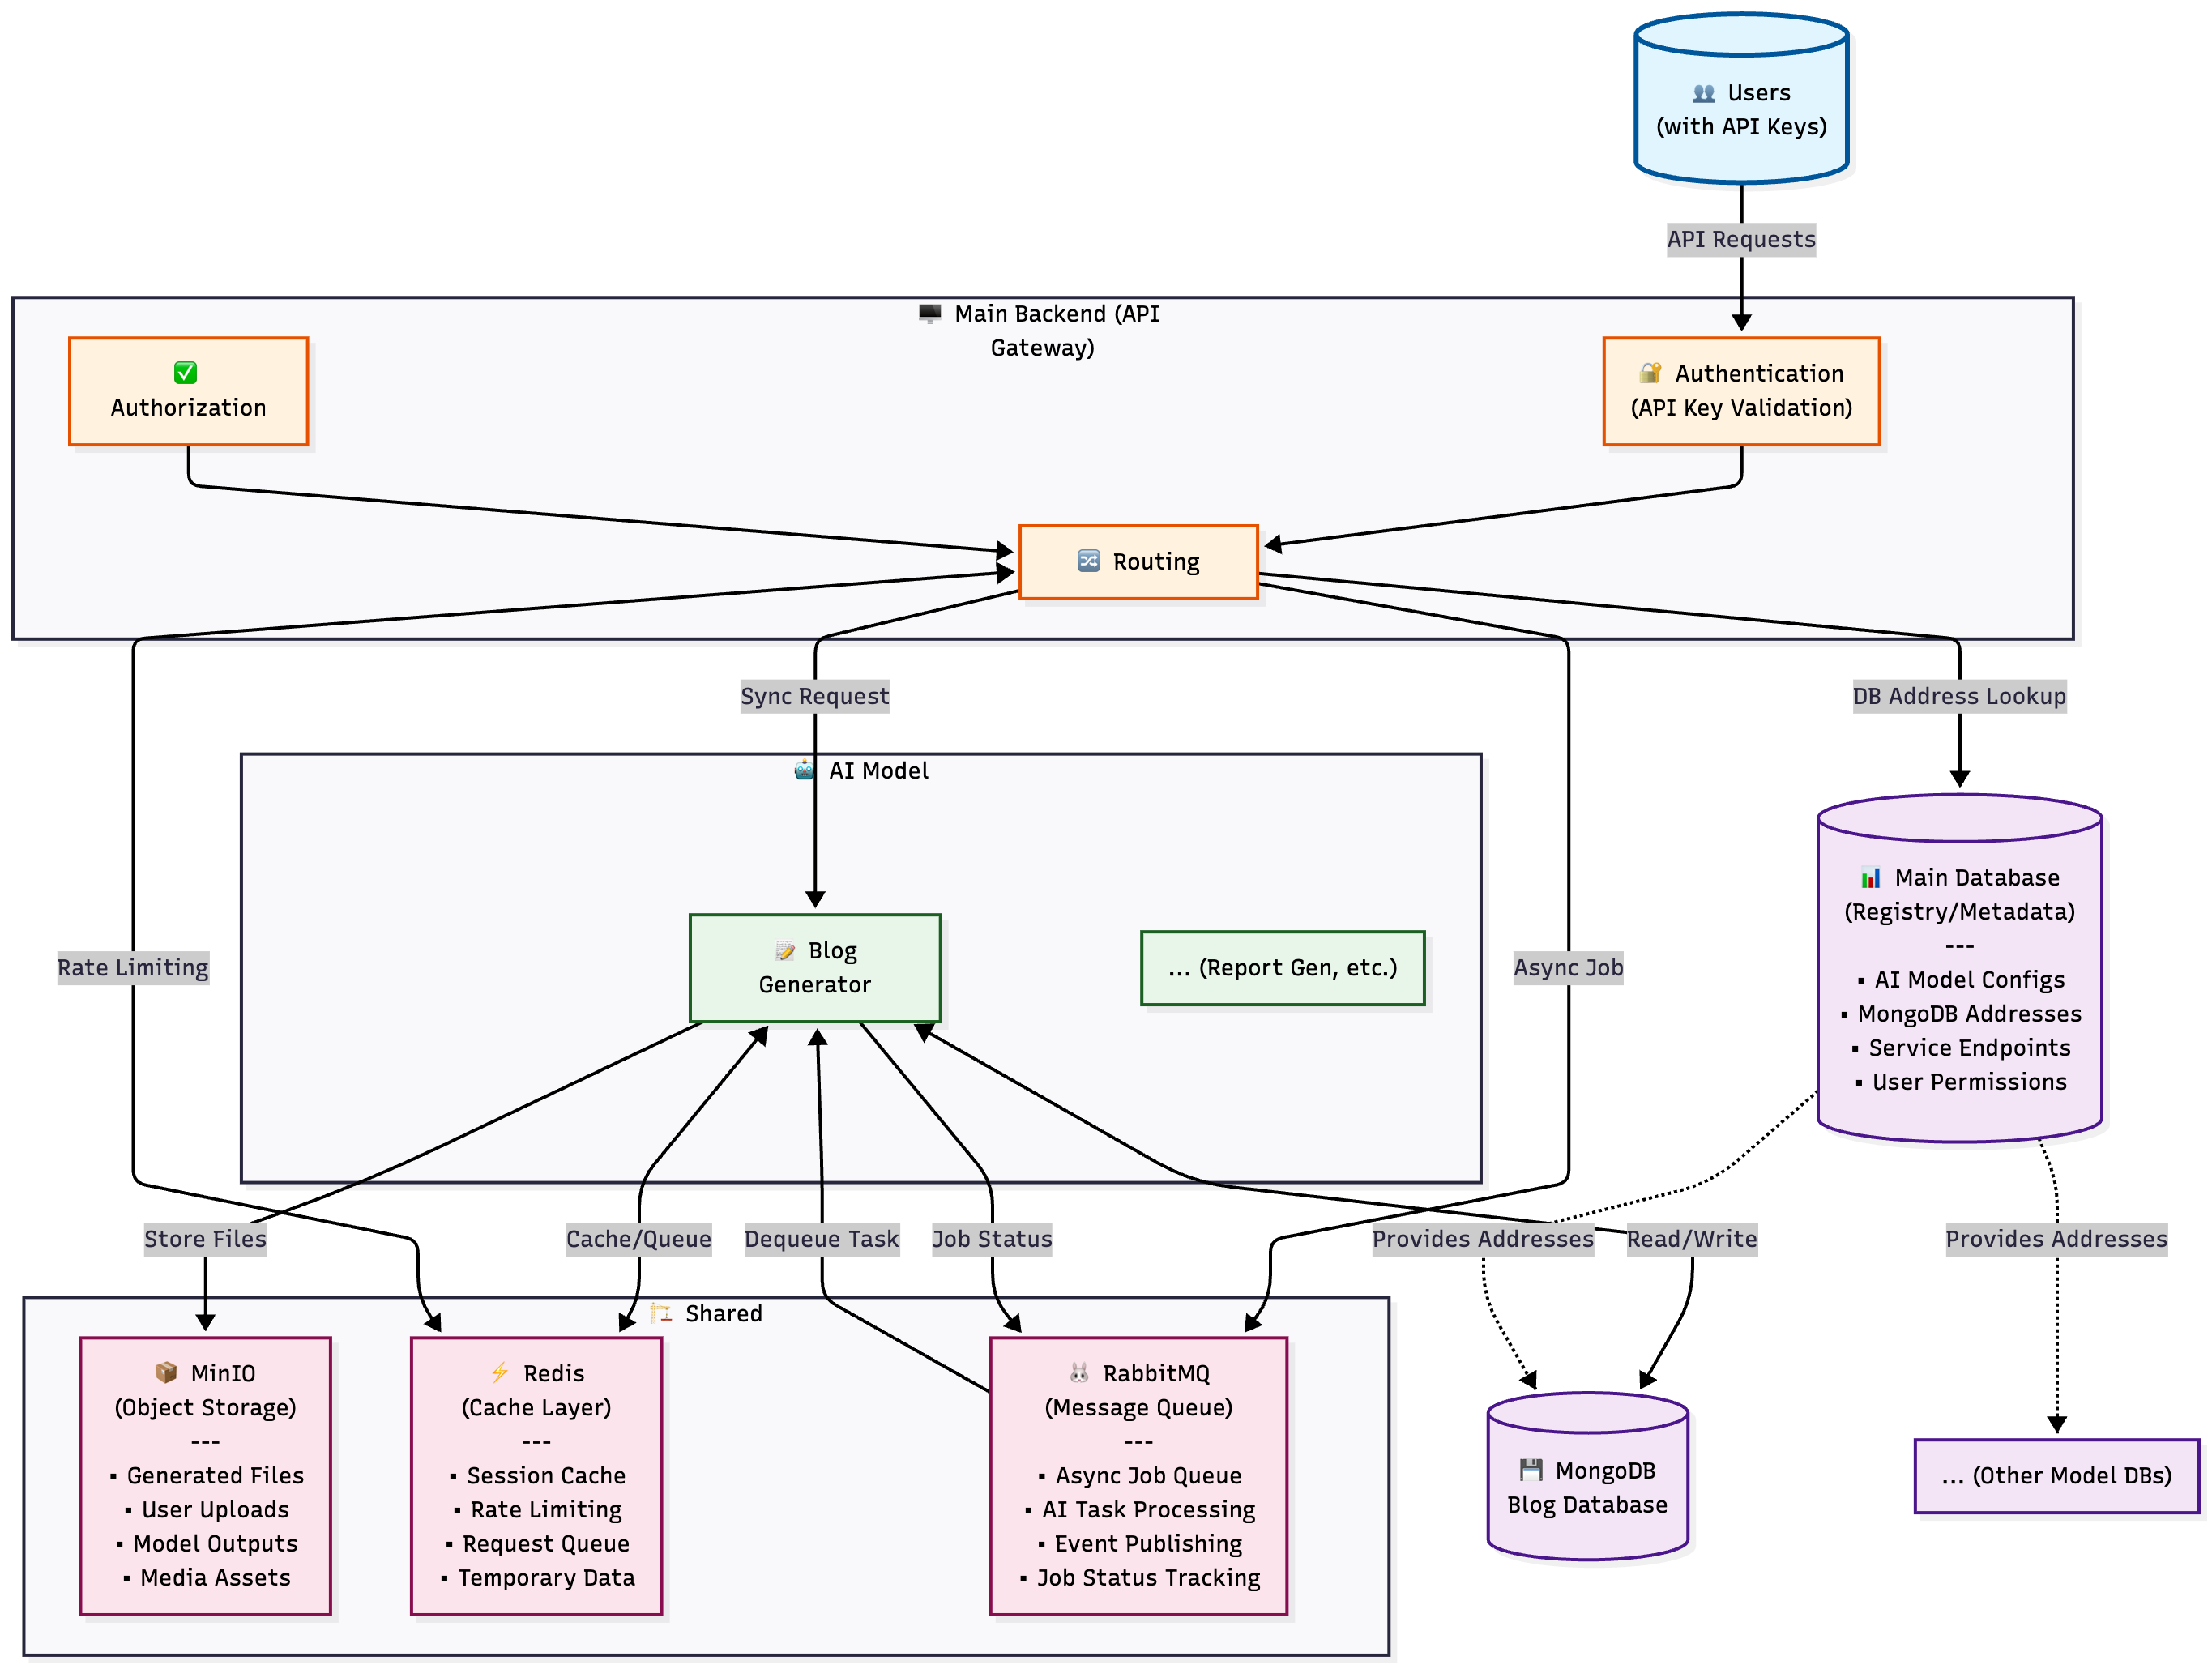 👥 Users
(with API Keys)
API Requests
🖥️ Main Backend (API
Gateway)
✅
Authorization
🔐 Authentication
(API Key Validation)
🔀 Routing
Sync Request
DB Address Lookup
🤖 AI Model
📊 Main Database
(Registry/Metadata)
---
▪ AI Model Configs
▪ MongoDB Addresses
▪ Service Endpoints
▪ User Permissions
📝 Blog
Generator
... (Report Gen, etc.)
Rate Limiting
Async Job
Store Files
Cache/Queue
Dequeue Task
Job Status
Provides Addresses
Read/Write
Provides Addresses
🏗️ Shared
📦 MinIO
(Object Storage)
---
▪ Generated Files
▪ User Uploads
▪ Model Outputs
▪ Media Assets
⚡ Redis
(Cache Layer)
---
▪ Session Cache
▪ Rate Limiting
▪ Request Queue
▪ Temporary Data
🐰 RabbitMQ
(Message Queue)
---
▪ Async Job Queue
▪ AI Task Processing
▪ Event Publishing
▪ Job Status Tracking
💾 MongoDB
Blog Database
... (Other Model DBs)